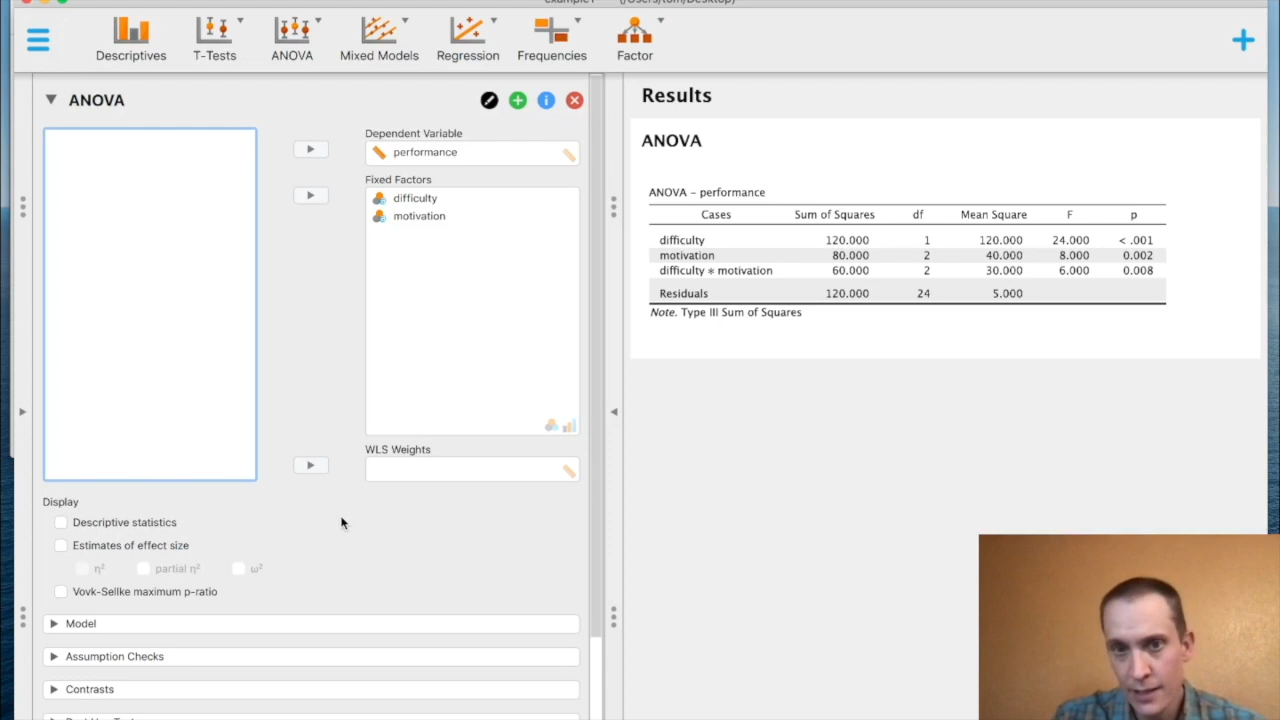 example1 — (/Users/tom/Desktop)
Descriptives T-Tests ANOVA Mixed Models Regression Frequencies Factor
ANOVA
Dependent Variable
performance
Fixed Factors
difficulty
motivation
WLS Weights
Display
Descriptive statistics
Estimates of effect size
η² partial η² ω²
Vovk-Sellke maximum p-ratio
Model
Assumption Checks
Contrasts
Results
ANOVA
ANOVA – performance
Cases Sum of Squares df Mean Square F p
difficulty 120.000 1 120.000 24.000 < .001
motivation 80.000 2 40.000 8.000 0.002
difficulty ∗ motivation 60.000 2 30.000 6.000 0.008
Residuals 120.000 24 5.000
Note. Type III Sum of Squares